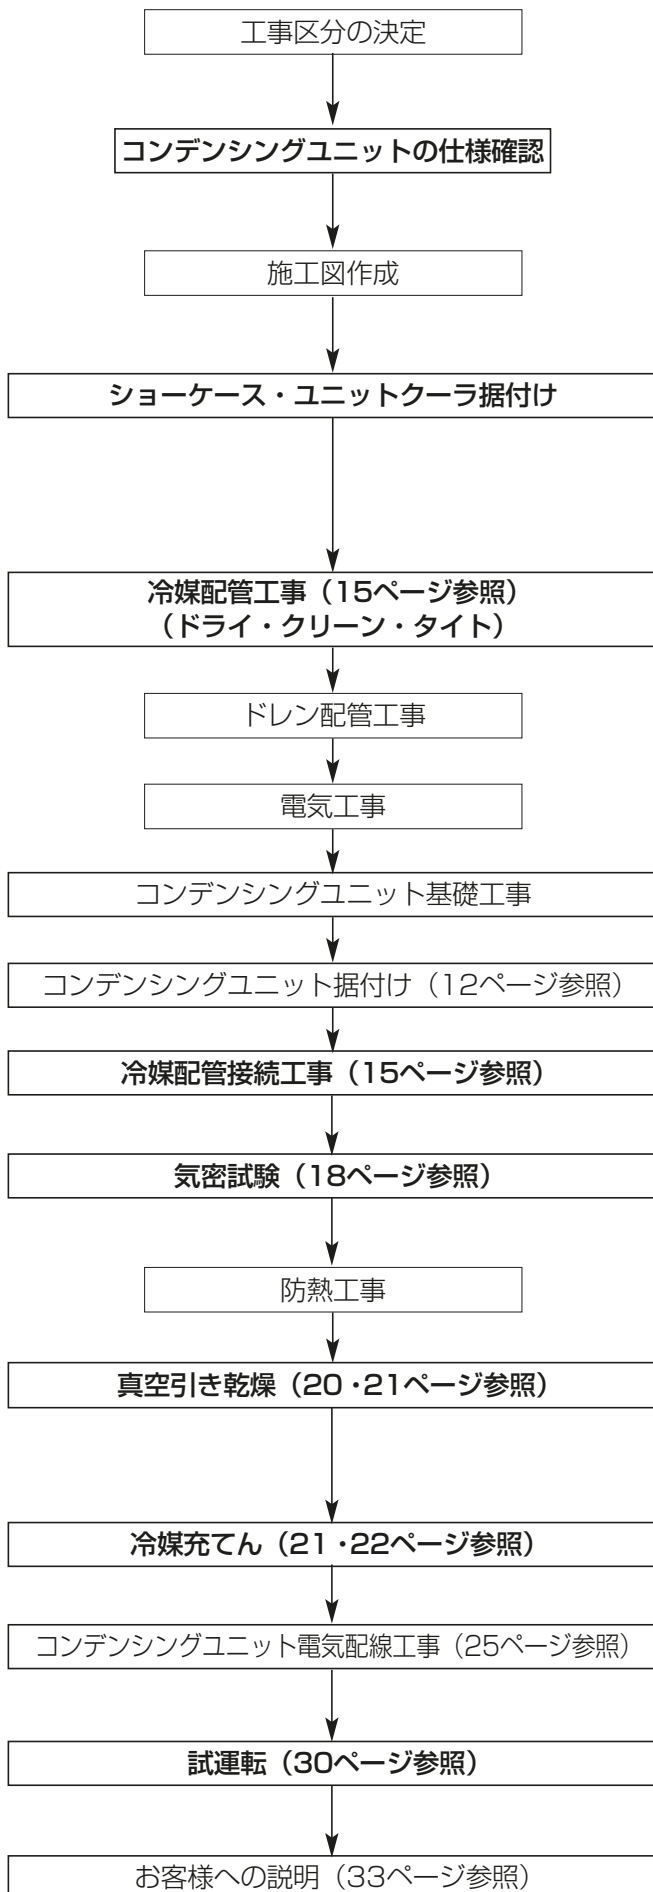 工事区分の決定
コンデンシングユニットの仕様確認
施工図作成
ショーケース・ユニットクーラ据付け
冷媒配管工事（15ページ参照）
（ドライ・クリーン・タイト）
ドレン配管工事
電気工事
コンデンシングユニット基礎工事
コンデンシングユニット据付け（12ページ参照）
冷媒配管接続工事（15ページ参照）
気密試験（18ページ参照）
防熱工事
真空引き乾燥（20・21ページ参照）
冷媒充てん（21・22ページ参照）
コンデンシングユニット電気配線工事（25ページ参照）
試運転（30ページ参照）
お客様への説明（33ページ参照）